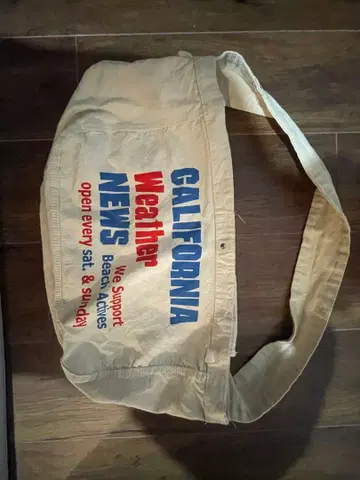 CALIFORNIA
Weather
NEWS
We Support
Beach Actives
open every sat. & sunday